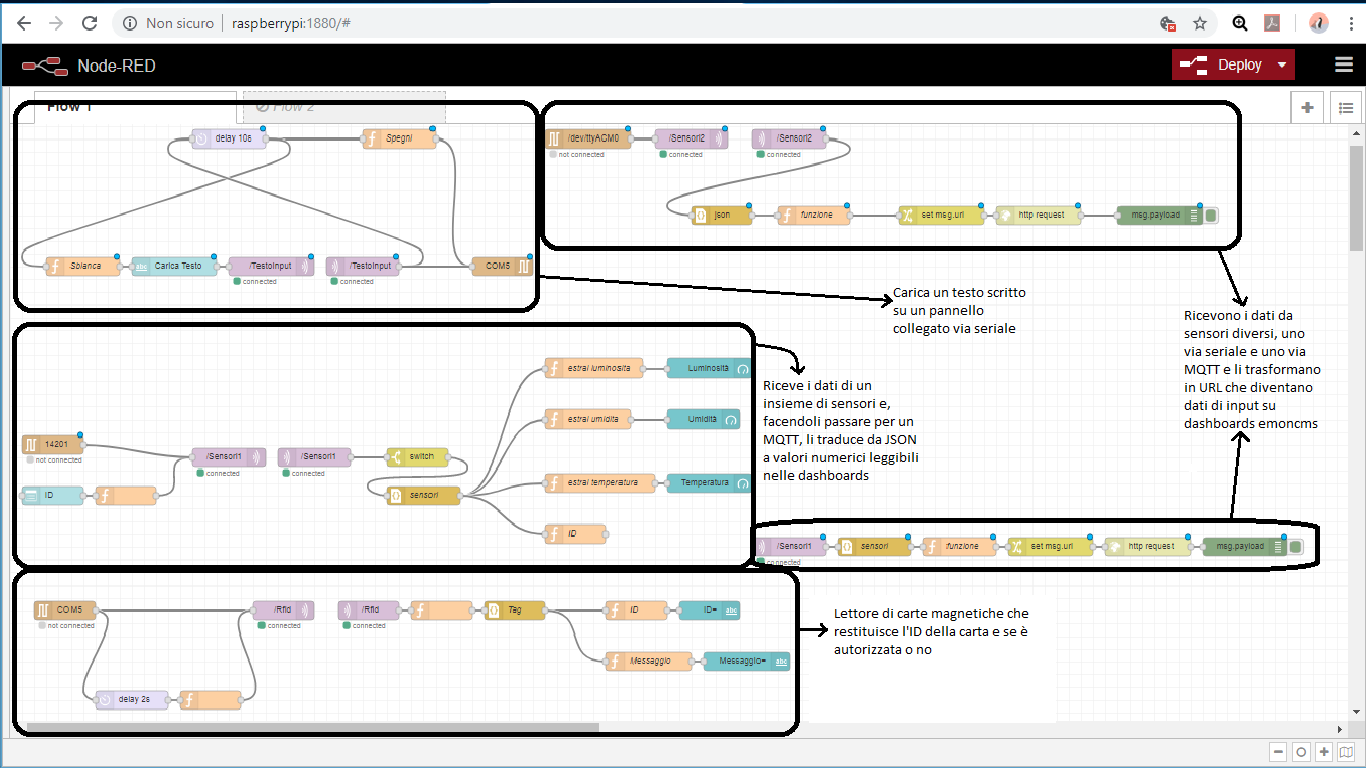 Non sicuro
raspberrypi:1880/#
Node-RED
Deploy
Flow 1
Flow 2
delay 10s
Spegni
Sbianca
abc
Carica Testo
/TestoInput
connected
/TestoInput
connected
COM5
/dev/ttyACM0
not connected
/Sensori2
connected
/Sensori2
connected
json
funzione
set msg.url
http request
msg.payload
Carica un testo scritto
su un pannello
collegato via seriale
Ricevono i dati da
sensori diversi, uno
via seriale e uno via
MQTT e li trasformano
in URL che diventano
dati di input su
dashboards emoncms
14201
not connected
ID
/Sensori1
connected
/Sensori1
connected
switch
sensori
estrai luminosita
Luminosità
estrai umidita
Umidità
estrai temperatura
Temperatura
ID
Riceve i dati di un
insieme di sensori e,
facendoli passare per un
MQTT, li traduce da JSON
a valori numerici leggibili
nelle dashboards
/Sensori1
connected
sensori
funzione
set msg.url
http request
msg.payload
COM5
not connected
/Rfid
connected
/Rfid
connected
Tag
ID
ID=
abc
Messaggio
Messaggio=
abc
delay 2s
Lettore di carte magnetiche che
restituisce l'ID della carta e se è
autorizzata o no